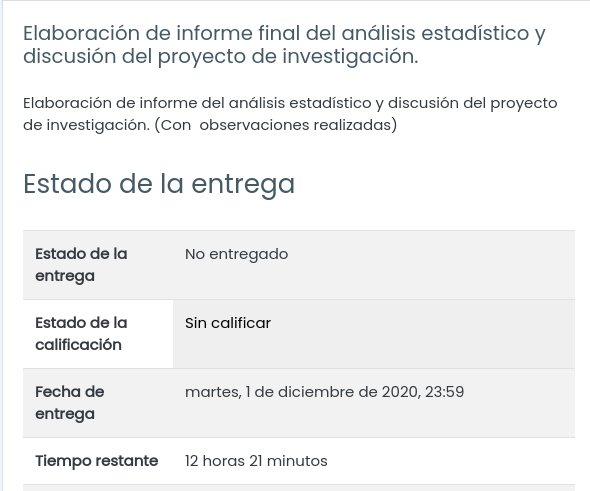 Elaboración de informe final del análisis estadístico y
discusión del proyecto de investigación.
Elaboración de informe del análisis estadístico y discusión del proyecto
de investigación. (Con  observaciones realizadas)
Estado de la entrega
Estado de la
entrega
No entregado
Estado de la
calificación
Sin calificar
Fecha de
entrega
martes, 1 de diciembre de 2020, 23:59
Tiempo restante
12 horas 21 minutos